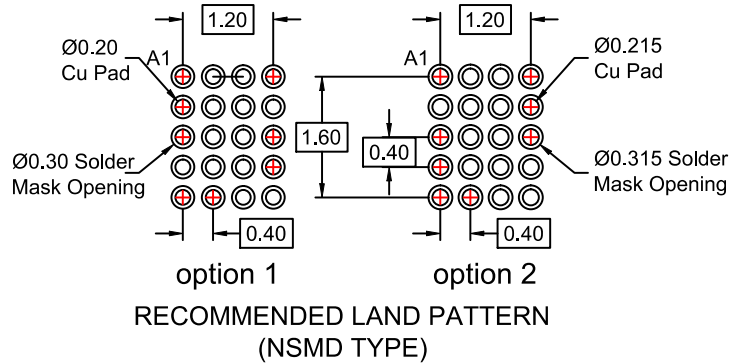 1.20
1.20
Ø0.20
Cu Pad
A1
A1
Ø0.215
Cu Pad
1.60
0.40
Ø0.30 Solder
Mask Opening
Ø0.315 Solder
Mask Opening
0.40
0.40
option 1
option 2
RECOMMENDED LAND PATTERN
(NSMD TYPE)